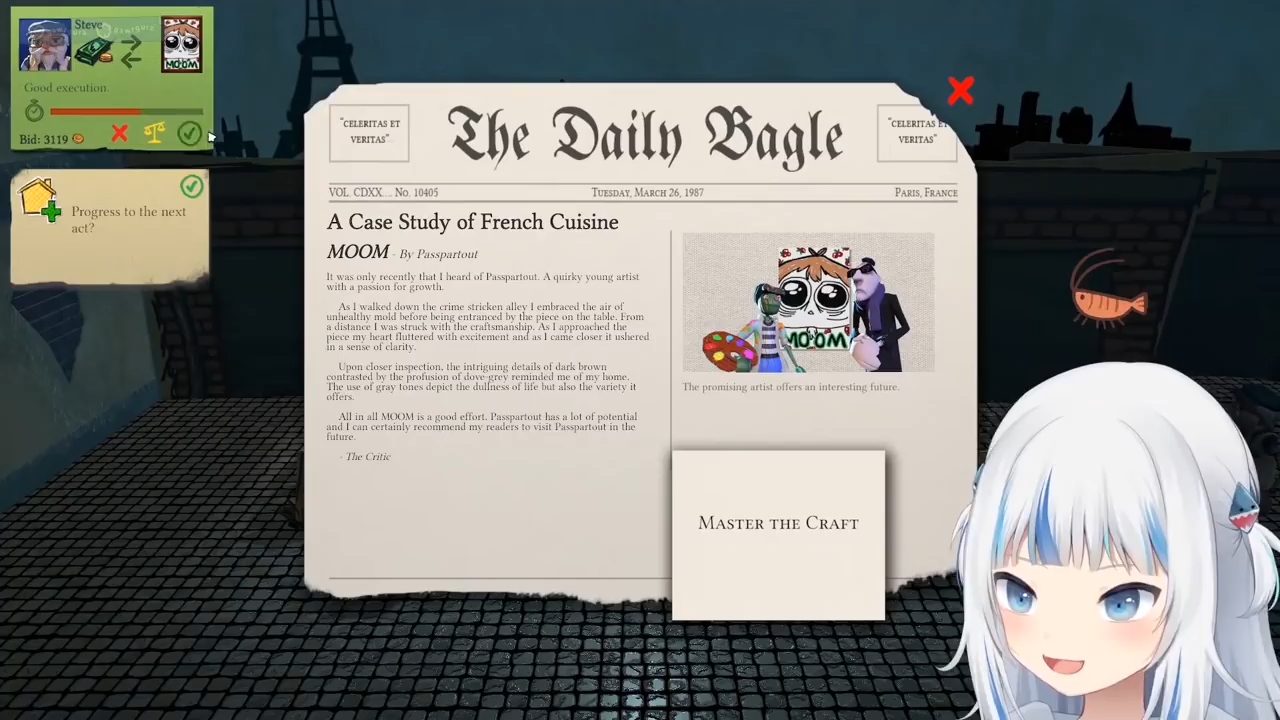 Steve
MOOM
Good execution.
Bid: 3119
Progress to the next
act?
"CELERITAS ET
VERITAS"
The Daily Bagle
"CELERITAS ET
VERITAS"
VOL. CDXX... No. 10405
TUESDAY, MARCH 26, 1987
PARIS, FRANCE
A Case Study of French Cuisine
MOOM - By Passpartout
It was only recently that I heard of Passpartout. A quirky young artist
with a passion for growth.
As I walked down the crime stricken alley I embraced the air of
unhealthy mold before being entranced by the piece on the table. From
a distance I was struck with the craftsmanship. As I approached the
piece my heart fluttered with excitement and as I came closer it ushered
in a sense of clarity.
Upon closer inspection, the intriguing details of dark brown
contrasted by the profusion of dove-grey reminded me of my home.
The use of gray tones depict the dullness of life but also the variety it
offers.
All in all MOOM is a good effort. Passpartout has a lot of potential
and I can certainly recommend my readers to visit Passpartout in the
future.
- The Critic
MOOM
The promising artist offers an interesting future.
MASTER THE CRAFT